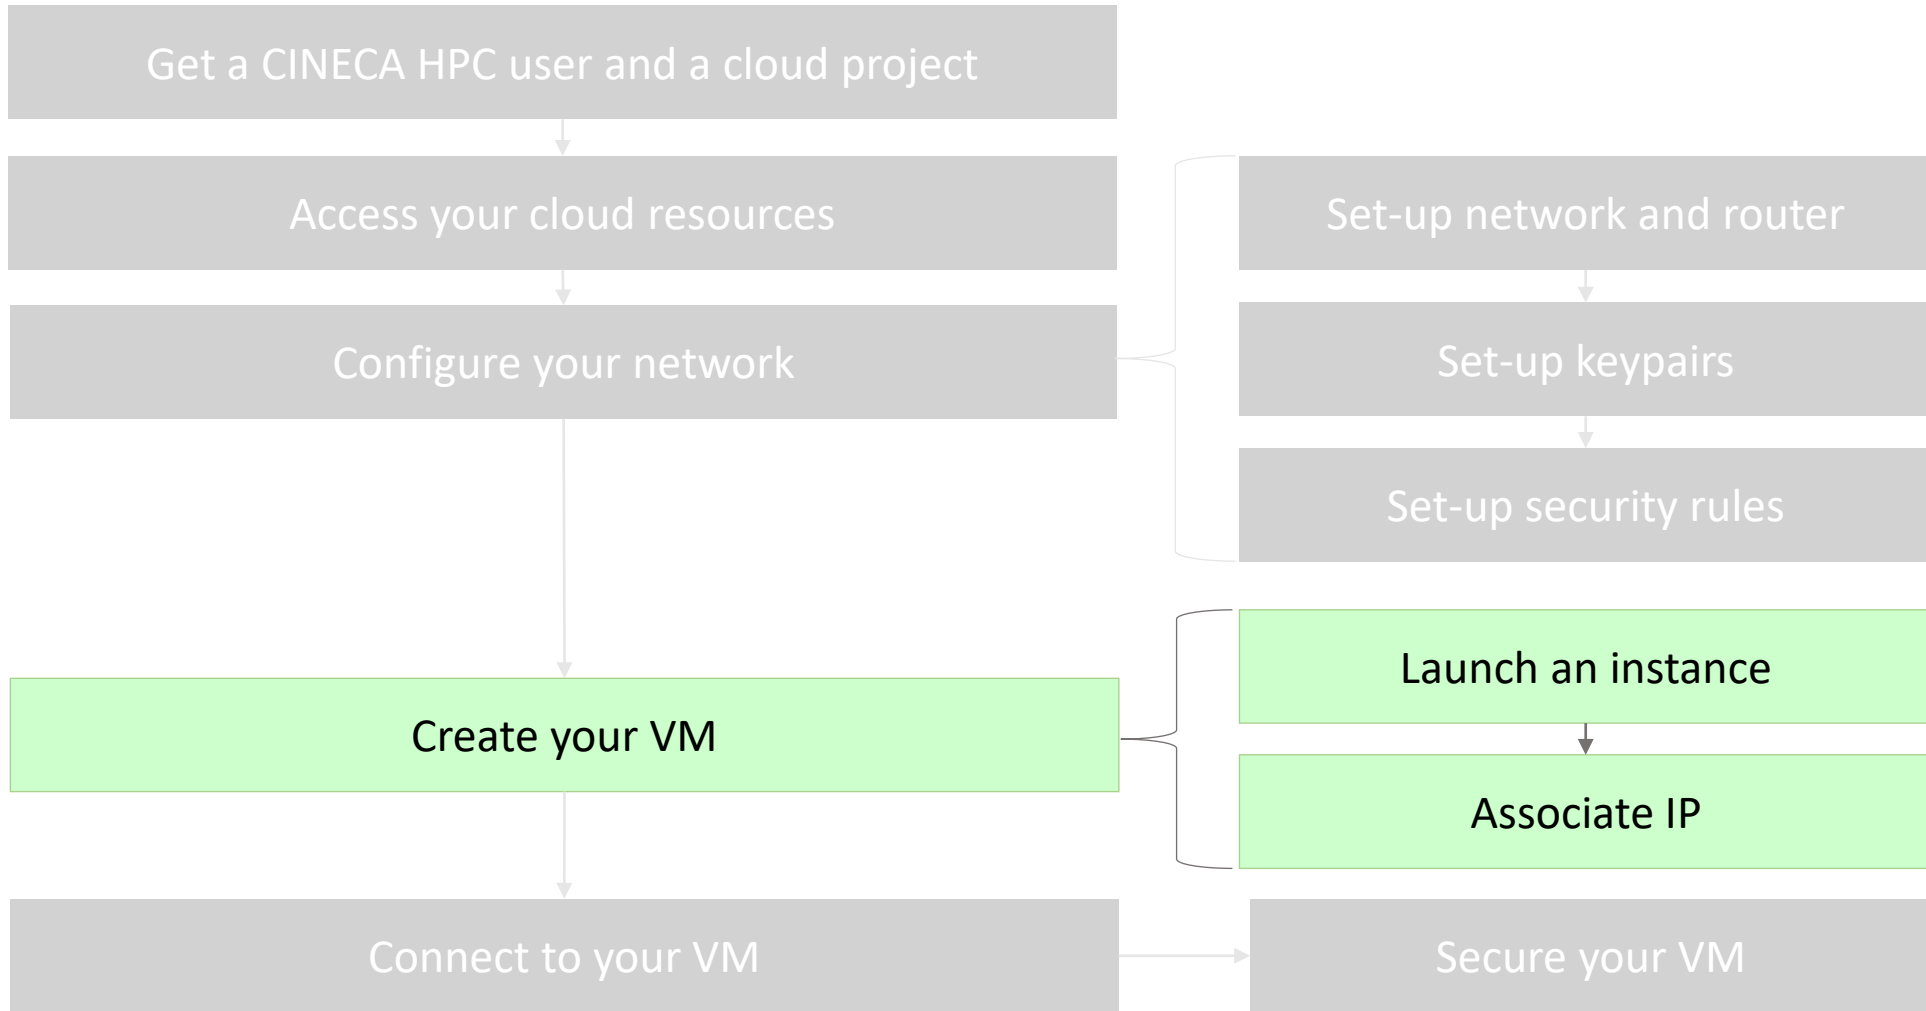 Get a CINECA HPC user and a cloud project
Access your cloud resources
Configure your network
Set-up network and router
Set-up keypairs
Set-up security rules
Create your VM
Launch an instance
Associate IP
Connect to your VM
Secure your VM